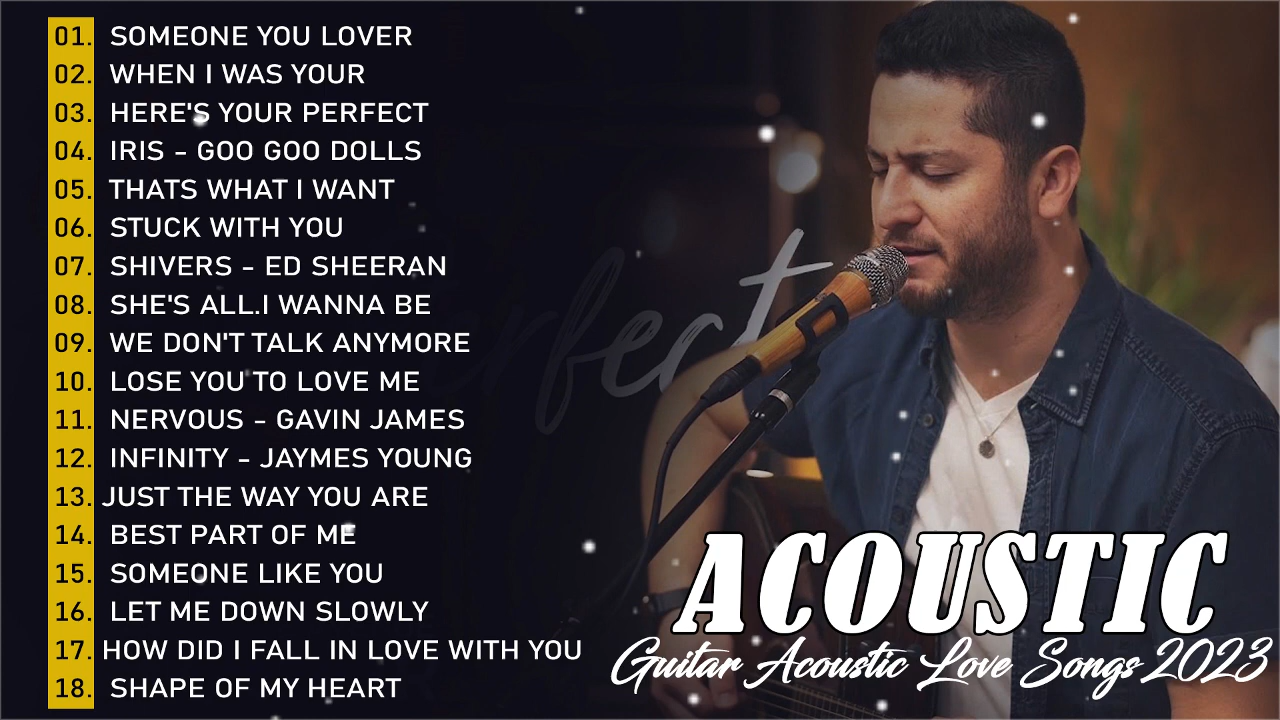 01. SOMEONE YOU LOVER
02. WHEN I WAS YOUR
03. HERE'S YOUR PERFECT
04. IRIS - GOO GOO DOLLS
05. THATS WHAT I WANT
06. STUCK WITH YOU
07. SHIVERS - ED SHEERAN
08. SHE'S ALL.I WANNA BE
09. WE DON'T TALK ANYMORE
10. LOSE YOU TO LOVE ME
11. NERVOUS - GAVIN JAMES
12. INFINITY - JAYMES YOUNG
13. JUST THE WAY YOU ARE
14. BEST PART OF ME
15. SOMEONE LIKE YOU
16. LET ME DOWN SLOWLY
17. HOW DID I FALL IN LOVE WITH YOU
18. SHAPE OF MY HEART
erfect
ACOUSTIC
Guitar Acoustic Love Songs 2023